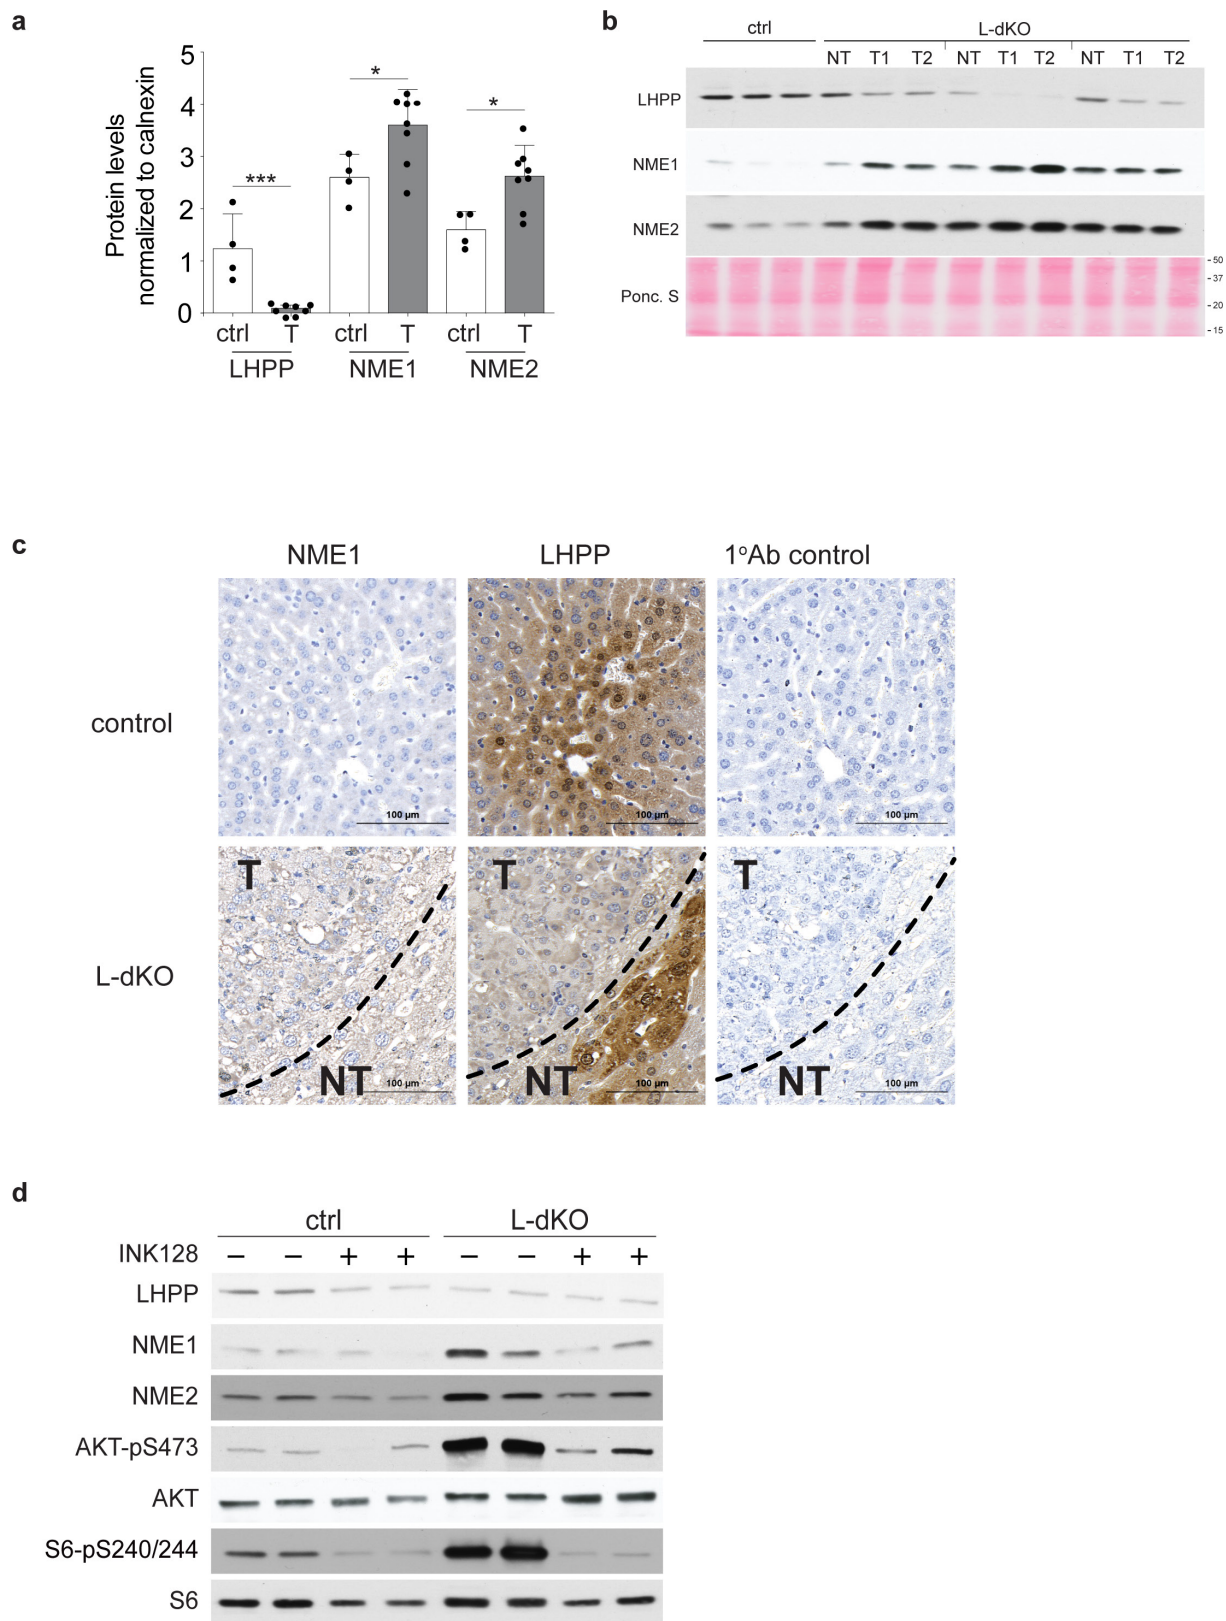 a
Protein levels
normalized to calnexin
5
4
3
2
1
0
***
*
*
ctrl T ctrl T ctrl T
LHPP NME1 NME2
b
ctrl L-dKO
NT T1 T2 NT T1 T2 NT T1 T2
LHPP
NME1
NME2
Ponc. S
- 50
- 37
- 20
- 15
c
NME1 LHPP 1°Ab control
control
100 µm 100 µm 100 µm
L-dKO
T T T
NT NT NT
100 µm 100 µm 100 µm
d
ctrl L-dKO
INK128 − − + + − − + +
LHPP
NME1
NME2
AKT-pS473
AKT
S6-pS240/244
S6